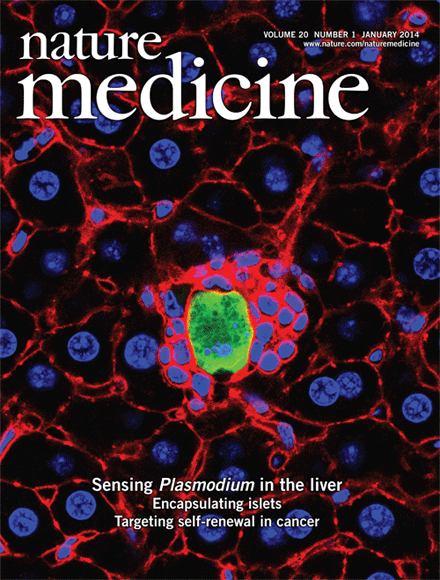 nature
medicine
VOLUME 20 NUMBER 1 JANUARY 2014
www.nature.com/naturemedicine
Sensing Plasmodium in the liver
Encapsulating islets
Targeting self-renewal in cancer